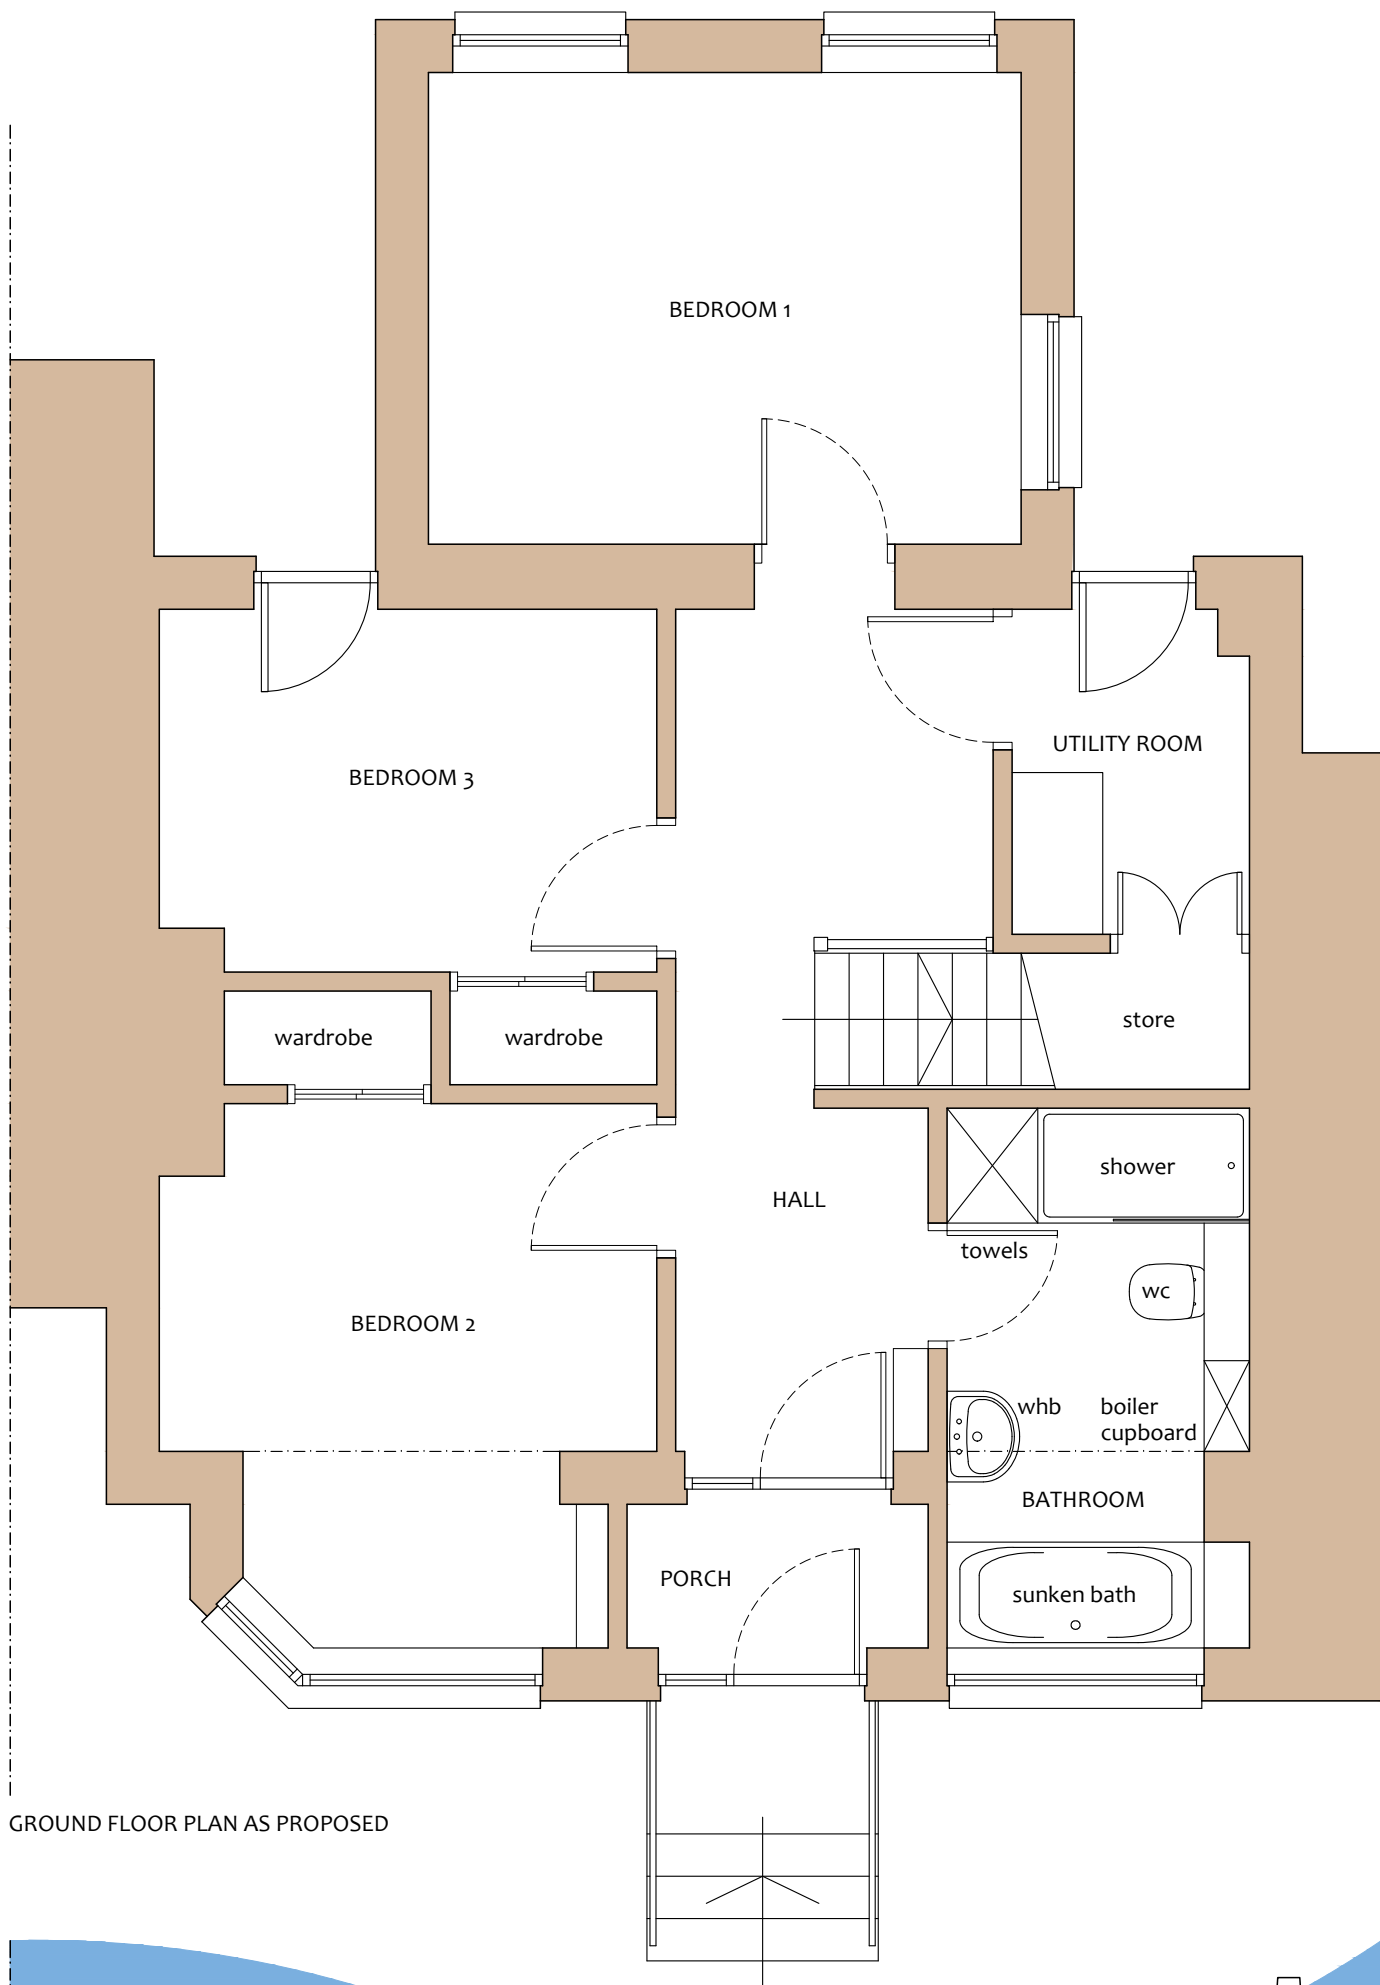 BEDROOM 1
BEDROOM 3
UTILITY ROOM
wardrobe
wardrobe
store
shower
HALL
towels
wc
BEDROOM 2
whb
boiler
cupboard
BATHROOM
PORCH
sunken bath
GROUND FLOOR PLAN AS PROPOSED